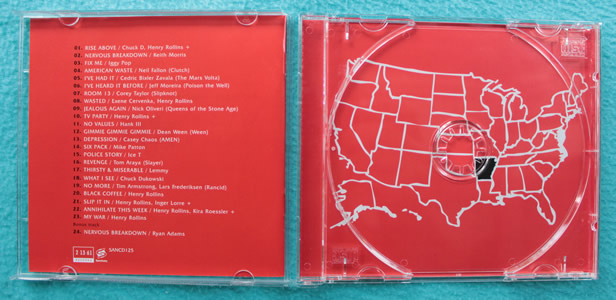 01. RISE ABOVE / Chuck D, Henry Rollins +
02. NERVOUS BREAKDOWN / Keith Morris
03. FIX ME / Iggy Pop
04. AMERICAN WASTE / Neil Fallon (Clutch)
05. I'VE HAD IT / Cedric Bixler Zavala (The Mars Volta)
06. I'VE HEARD IT BEFORE / Jeff Moreira (Poison the Well)
07. ROOM 13 / Corey Taylor (Slipknot)
08. WASTED / Exene Cervenka, Henry Rollins
09. JEALOUS AGAIN / Nick Oliveri (Queens of the Stone Age)
10. TV PARTY / Henry Rollins +
11. NO VALUES / Hank III
12. GIMMIE GIMMIE GIMMIE / Dean Ween (Ween)
13. DEPRESSION / Casey Chaos (AMEN)
14. SIX PACK / Mike Patton
15. POLICE STORY / Ice T
16. REVENGE / Tom Araya (Slayer)
17. THIRSTY & MISERABLE / Lemmy
18. WHAT I SEE / Chuck Dukowski
19. NO MORE / Tim Armstrong, Lars Frederiksen (Rancid)
20. BLACK COFFEE / Henry Rollins
21. SLIP IT IN / Henry Rollins, Inger Lorre +
22. ANNIHILATE THIS WEEK / Henry Rollins, Kira Roessler +
23. MY WAR / Henry Rollins
Bonus track
24. NERVOUS BREAKDOWN / Ryan Adams
2 13 61
SANCD125